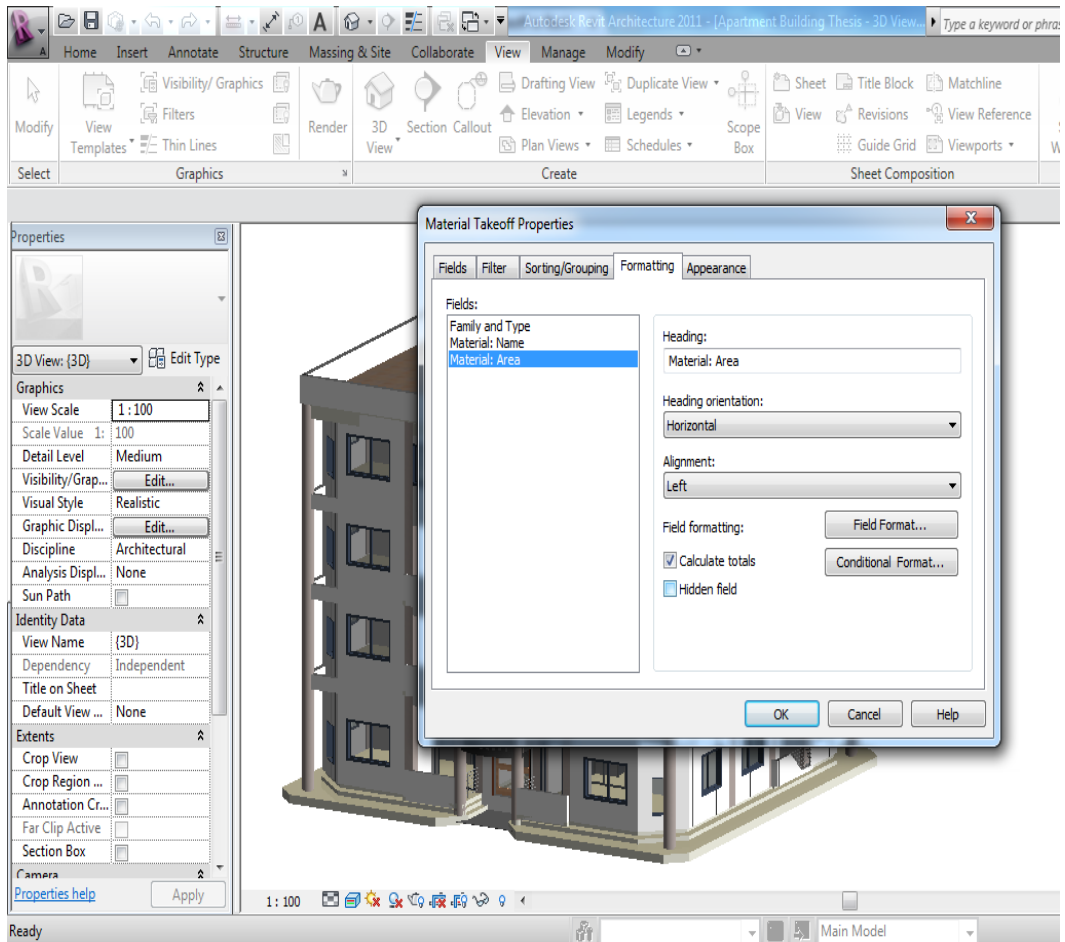 Autodesk Revit Architecture 2011 - [Apartment Building Thesis - 3D View...
Type a keyword or phras
Home Insert Annotate Structure Massing & Site Collaborate View Manage Modify
Modify
View Templates
Visibility/ Graphics
Filters
Thin Lines
Render
3D View
Section
Callout
Drafting View
Elevation
Plan Views
Duplicate View
Legends
Schedules
Scope Box
Sheet
View
Title Block
Revisions
Guide Grid
Matchline
View Reference
Viewports
Select Graphics Create Sheet Composition
Properties
3D View: {3D} Edit Type
Graphics
View Scale 1 : 100
Scale Value 1: 100
Detail Level Medium
Visibility/Grap... Edit...
Visual Style Realistic
Graphic Displ... Edit...
Discipline Architectural
Analysis Displ... None
Sun Path
Identity Data
View Name {3D}
Dependency Independent
Title on Sheet
Default View ... None
Extents
Crop View
Crop Region ...
Annotation Cr...
Far Clip Active
Section Box
Camera
Properties help Apply
Material Takeoff Properties
Fields Filter Sorting/Grouping Formatting Appearance
Fields:
Family and Type
Material: Name
Material: Area
Heading:
Material: Area
Heading orientation:
Horizontal
Alignment:
Left
Field formatting: Field Format...
Calculate totals Conditional Format...
Hidden field
OK Cancel Help
1 : 100
Ready
Main Model